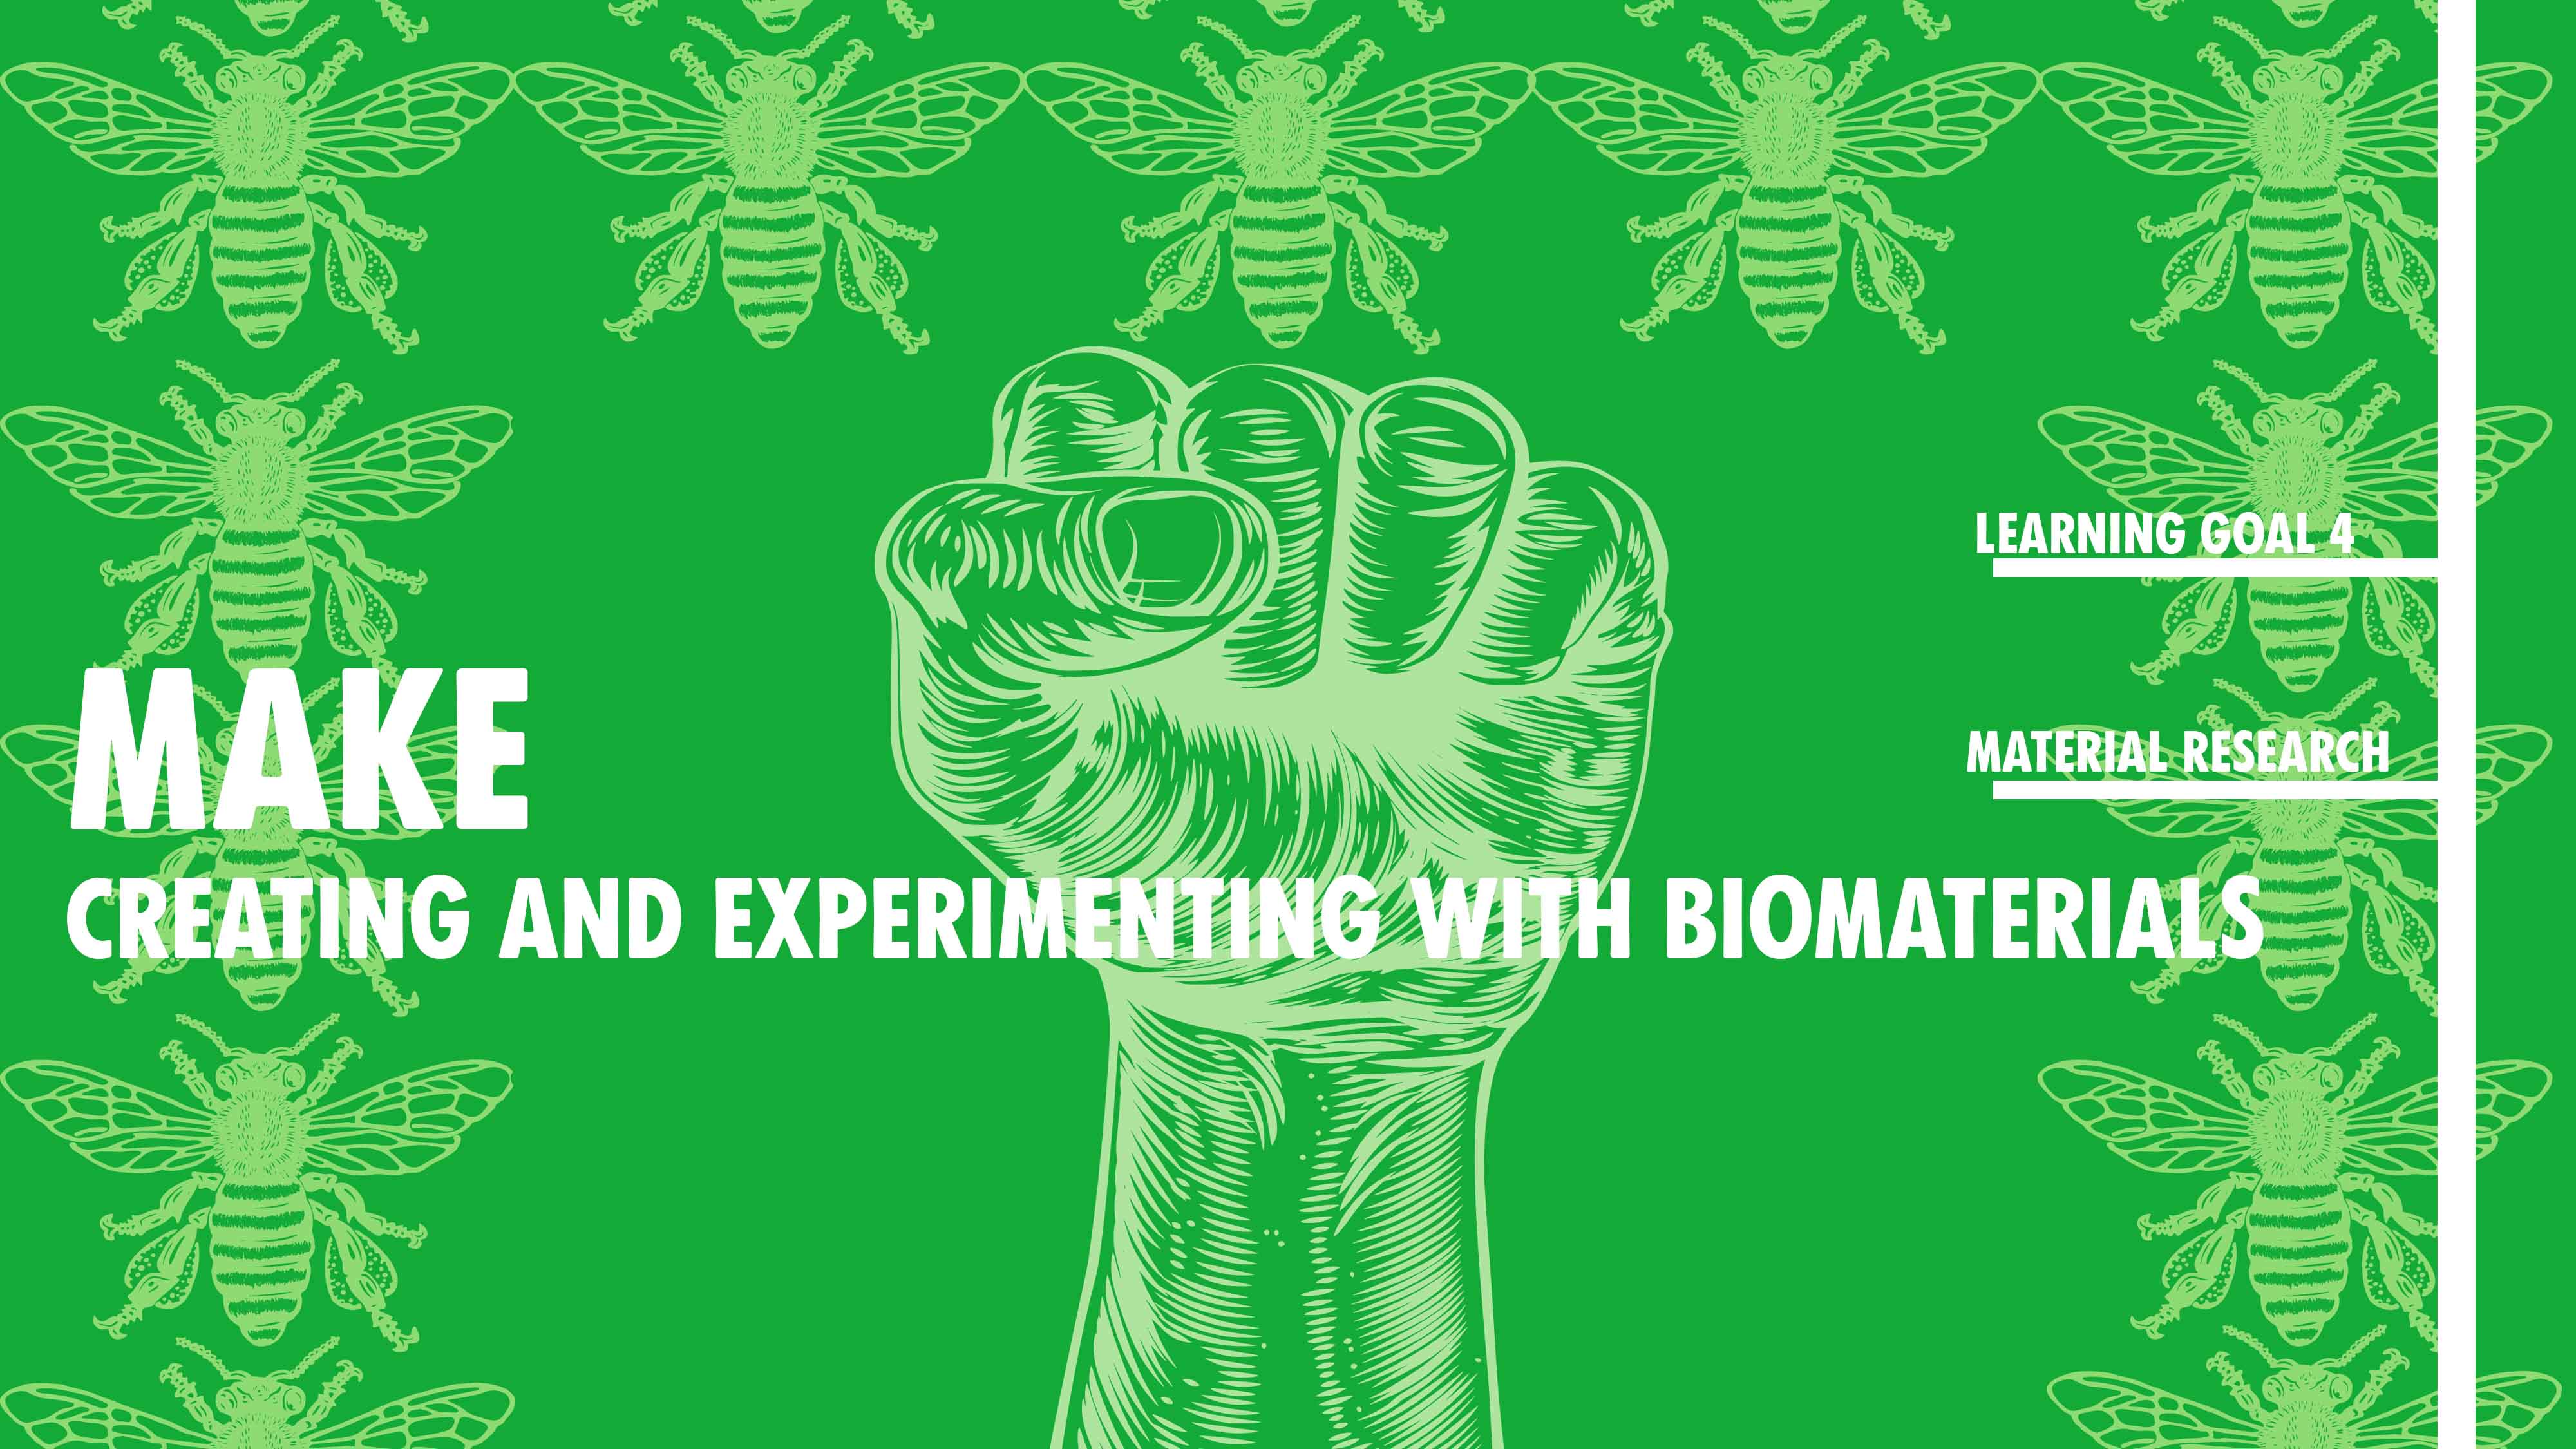 LEARNING GOAL 4
MATERIAL RESEARCH
MAKE
CREATING AND EXPERIMENTING WITH BIOMATERIALS